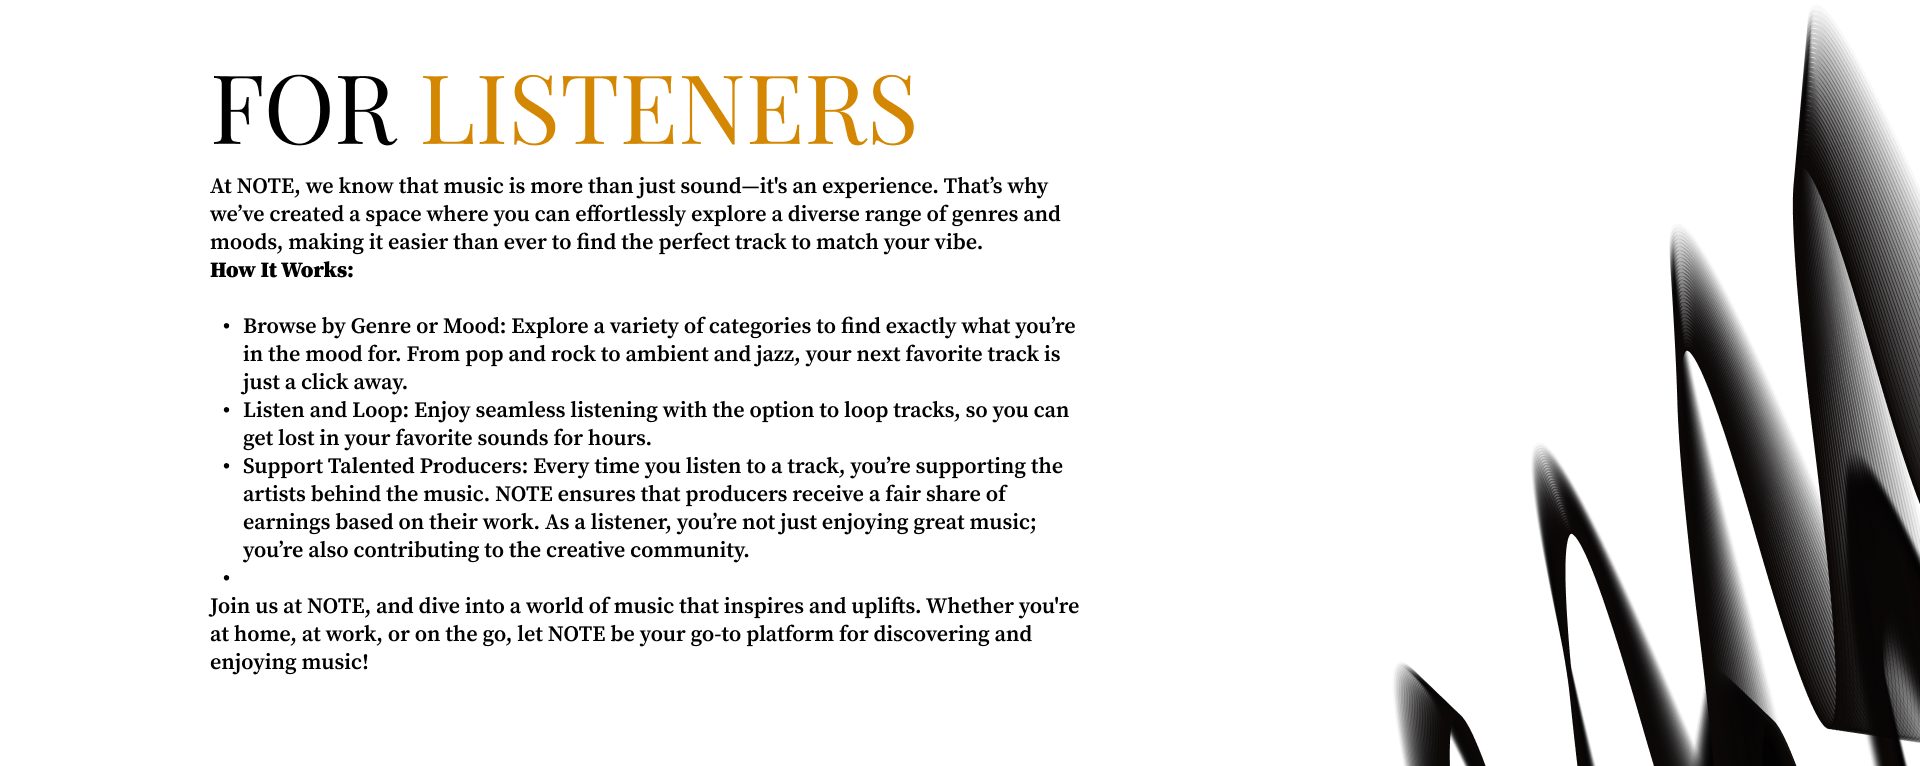 FOR LISTENERS
At NOTE, we know that music is more than just sound—it's an experience. That’s why
we’ve created a space where you can effortlessly explore a diverse range of genres and
moods, making it easier than ever to find the perfect track to match your vibe.
How It Works:
• Browse by Genre or Mood: Explore a variety of categories to find exactly what you’re
in the mood for. From pop and rock to ambient and jazz, your next favorite track is
just a click away.
• Listen and Loop: Enjoy seamless listening with the option to loop tracks, so you can
get lost in your favorite sounds for hours.
• Support Talented Producers: Every time you listen to a track, you’re supporting the
artists behind the music. NOTE ensures that producers receive a fair share of
earnings based on their work. As a listener, you’re not just enjoying great music;
you’re also contributing to the creative community.
•
Join us at NOTE, and dive into a world of music that inspires and uplifts. Whether you're
at home, at work, or on the go, let NOTE be your go-to platform for discovering and
enjoying music!